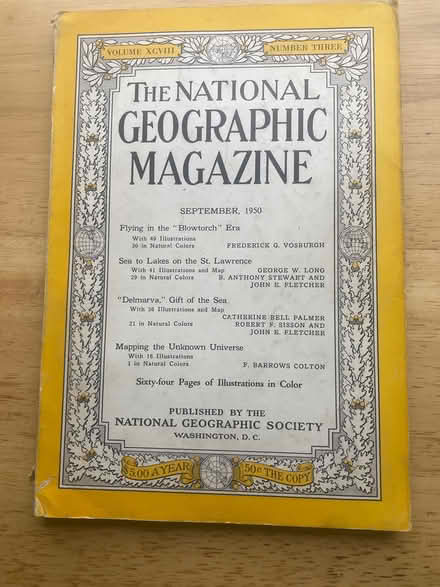 VOLUME XCVIII NUMBER THREE
THE NATIONAL
GEOGRAPHIC
MAGAZINE
SEPTEMBER, 1950
Flying in the "Blowtorch" Era
With 49 Illustrations
30 in Natural Colors FREDERICK G. VOSBURGH
Sea to Lakes on the St. Lawrence
With 41 Illustrations and Map GEORGE W. LONG
29 in Natural Colors B. ANTHONY STEWART AND
JOHN E. FLETCHER
"Delmarva," Gift of the Sea
With 26 Illustrations and Map
CATHERINE BELL PALMER
21 in Natural Colors ROBERT F. SISSON AND
JOHN E. FLETCHER
Mapping the Unknown Universe
With 16 Illustrations
1 in Natural Colors F. BARROWS COLTON
Sixty-four Pages of Illustrations in Color
PUBLISHED BY THE
NATIONAL GEOGRAPHIC SOCIETY
WASHINGTON, D. C.
5.00 A YEAR 50¢ THE COPY